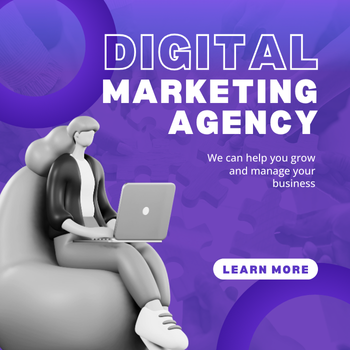 DIGITAL
MARKETING
AGENCY
We can help you grow
and manage your
business
LEARN MORE